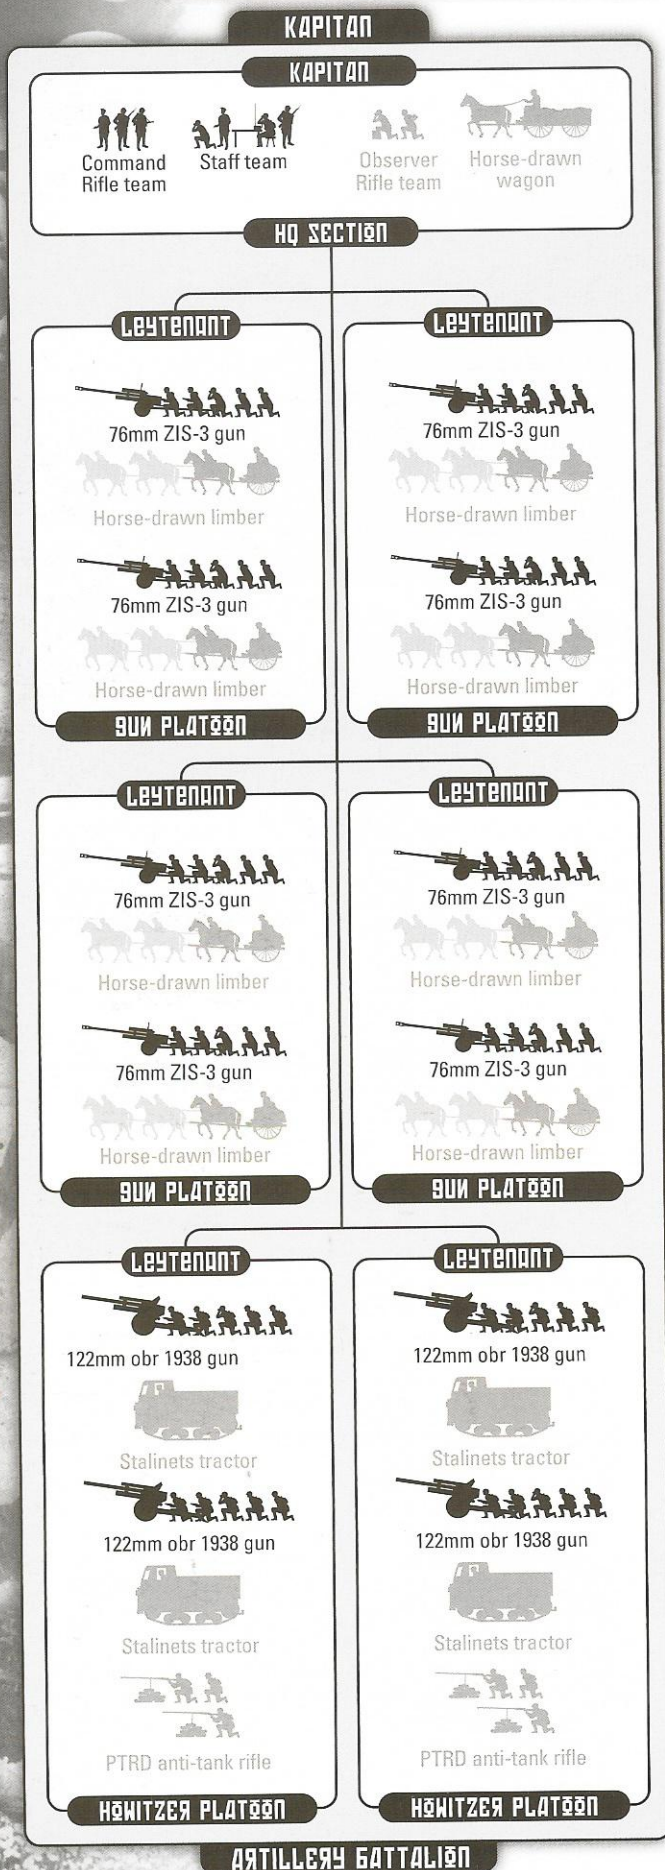 KAPITAN
KAPITAN
Command
Rifle team
Staff team
Observer
Rifle team
Horse-drawn
wagon
HQ SECTION
LEYTENANT
76mm ZIS-3 gun
Horse-drawn limber
76mm ZIS-3 gun
Horse-drawn limber
GUN PLATOON
LEYTENANT
76mm ZIS-3 gun
Horse-drawn limber
76mm ZIS-3 gun
Horse-drawn limber
GUN PLATOON
LEYTENANT
76mm ZIS-3 gun
Horse-drawn limber
76mm ZIS-3 gun
Horse-drawn limber
GUN PLATOON
LEYTENANT
76mm ZIS-3 gun
Horse-drawn limber
76mm ZIS-3 gun
Horse-drawn limber
GUN PLATOON
LEYTENANT
122mm obr 1938 gun
Stalinets tractor
122mm obr 1938 gun
Stalinets tractor
PTRD anti-tank rifle
HOWITZER PLATOON
LEYTENANT
122mm obr 1938 gun
Stalinets tractor
122mm obr 1938 gun
Stalinets tractor
PTRD anti-tank rifle
HOWITZER PLATOON
ARTILLERY BATTALION